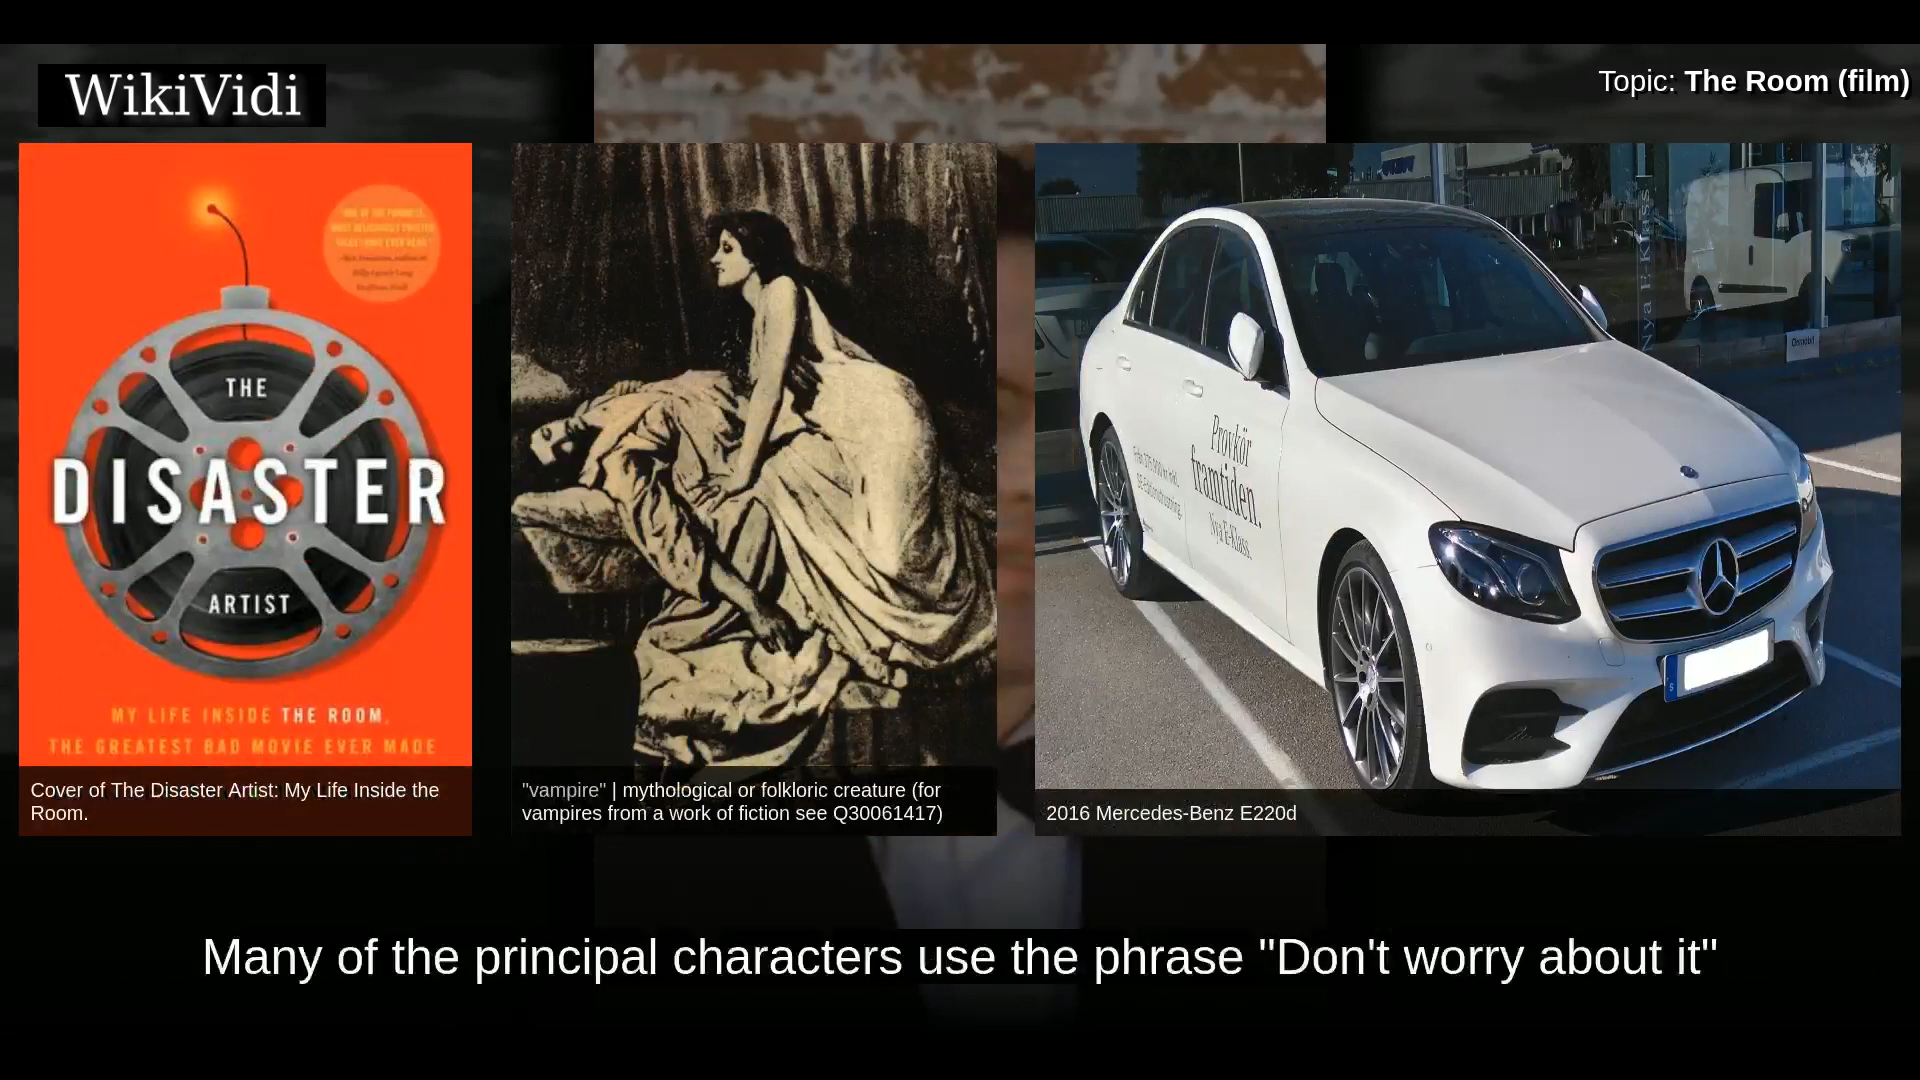 WikiVidi
Topic: The Room (film)
THE
DISASTER
ARTIST
MY LIFE INSIDE THE ROOM,
THE GREATEST BAD MOVIE EVER MADE
Cover of The Disaster Artist: My Life Inside the
Room.
"vampire" | mythological or folkloric creature (for
vampires from a work of fiction see Q30061417)
Provkör
framtiden.
Nya E-Klass.
Nya E-Klass
2016 Mercedes-Benz E220d
Many of the principal characters use the phrase "Don't worry about it"